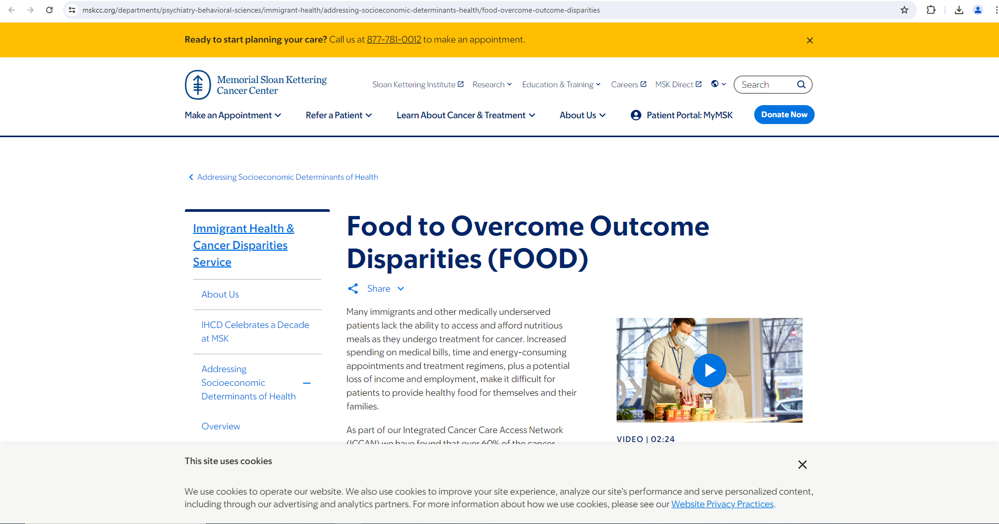 mskcc.org/departments/psychiatry-behavioral-sciences/immigrant-health/addressing-socioeconomic-determinants-health/food-overcome-outcome-disparities
Ready to start planning your care? Call us at 877-781-0012 to make an appointment.
Memorial Sloan Kettering
Cancer Center
Sloan Kettering Institute Research Education & Training Careers MSK Direct Search
Make an Appointment Refer a Patient Learn About Cancer & Treatment About Us Patient Portal: MyMSK Donate Now
Addressing Socioeconomic Determinants of Health
Immigrant Health &
Cancer Disparities
Service
About Us
IHCD Celebrates a Decade
at MSK
Addressing
Socioeconomic
Determinants of Health
Overview
Food to Overcome Outcome
Disparities (FOOD)
Share
Many immigrants and other medically underserved
patients lack the ability to access and afford nutritious
meals as they undergo treatment for cancer. Increased
spending on medical bills, time and energy-consuming
appointments and treatment regimens, plus a potential
loss of income and employment, make it difficult for
patients to provide healthy food for themselves and their
families.
As part of our Integrated Cancer Care Access Network
(ICCAN) we have found that over 60% of the cancer
VIDEO | 02:24
This site uses cookies
We use cookies to operate our website. We also use cookies to improve your site experience, analyze our site's performance and serve personalized content,
including through our advertising and analytics partners. For more information about how we use cookies, please see our Website Privacy Practices.